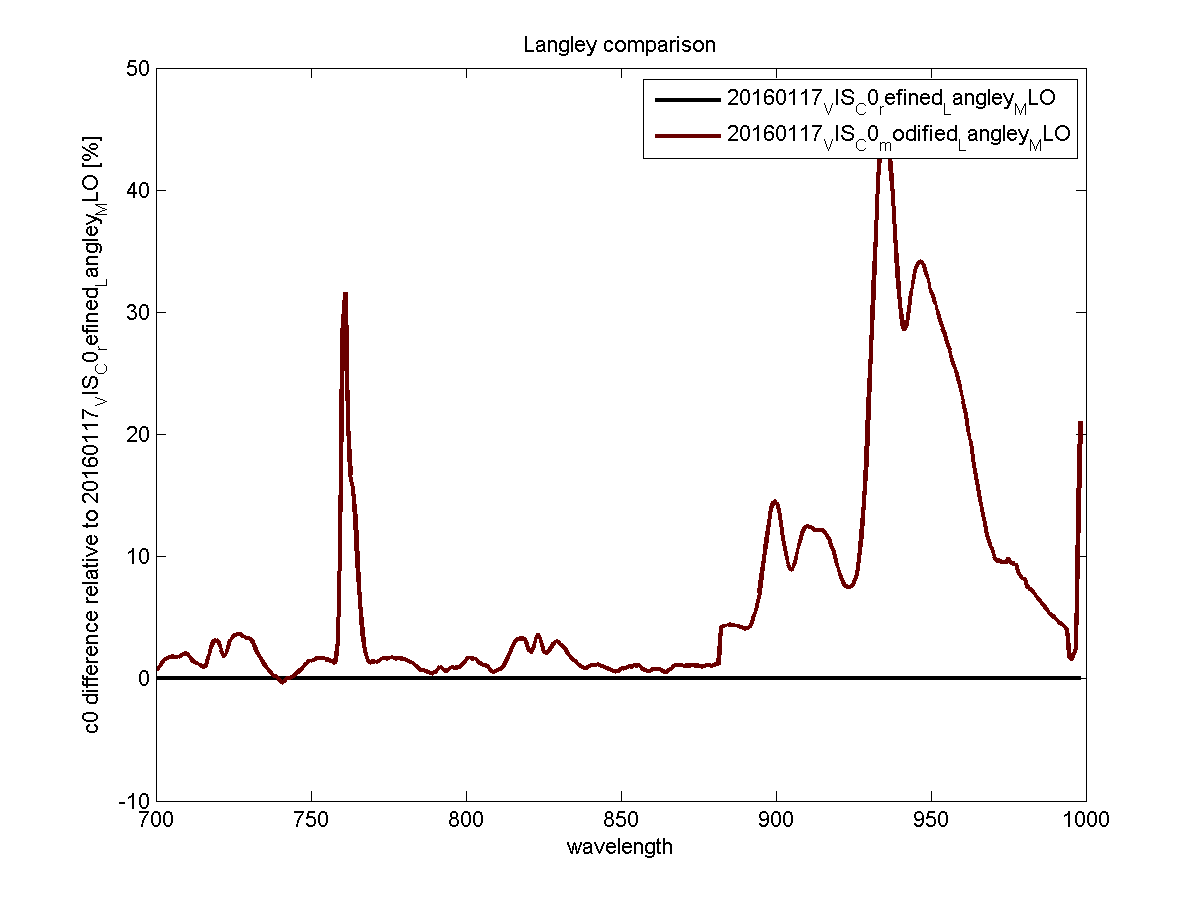 Langley comparison
50
40
30
20
10
0
-10
c0 difference relative to 20160117_VIS_C0_refined_Langley_MLO [%]
20160117_VIS_C0_refined_Langley_MLO
20160117_VIS_C0_modified_Langley_MLO
700
750
800
850
900
950
1000
wavelength